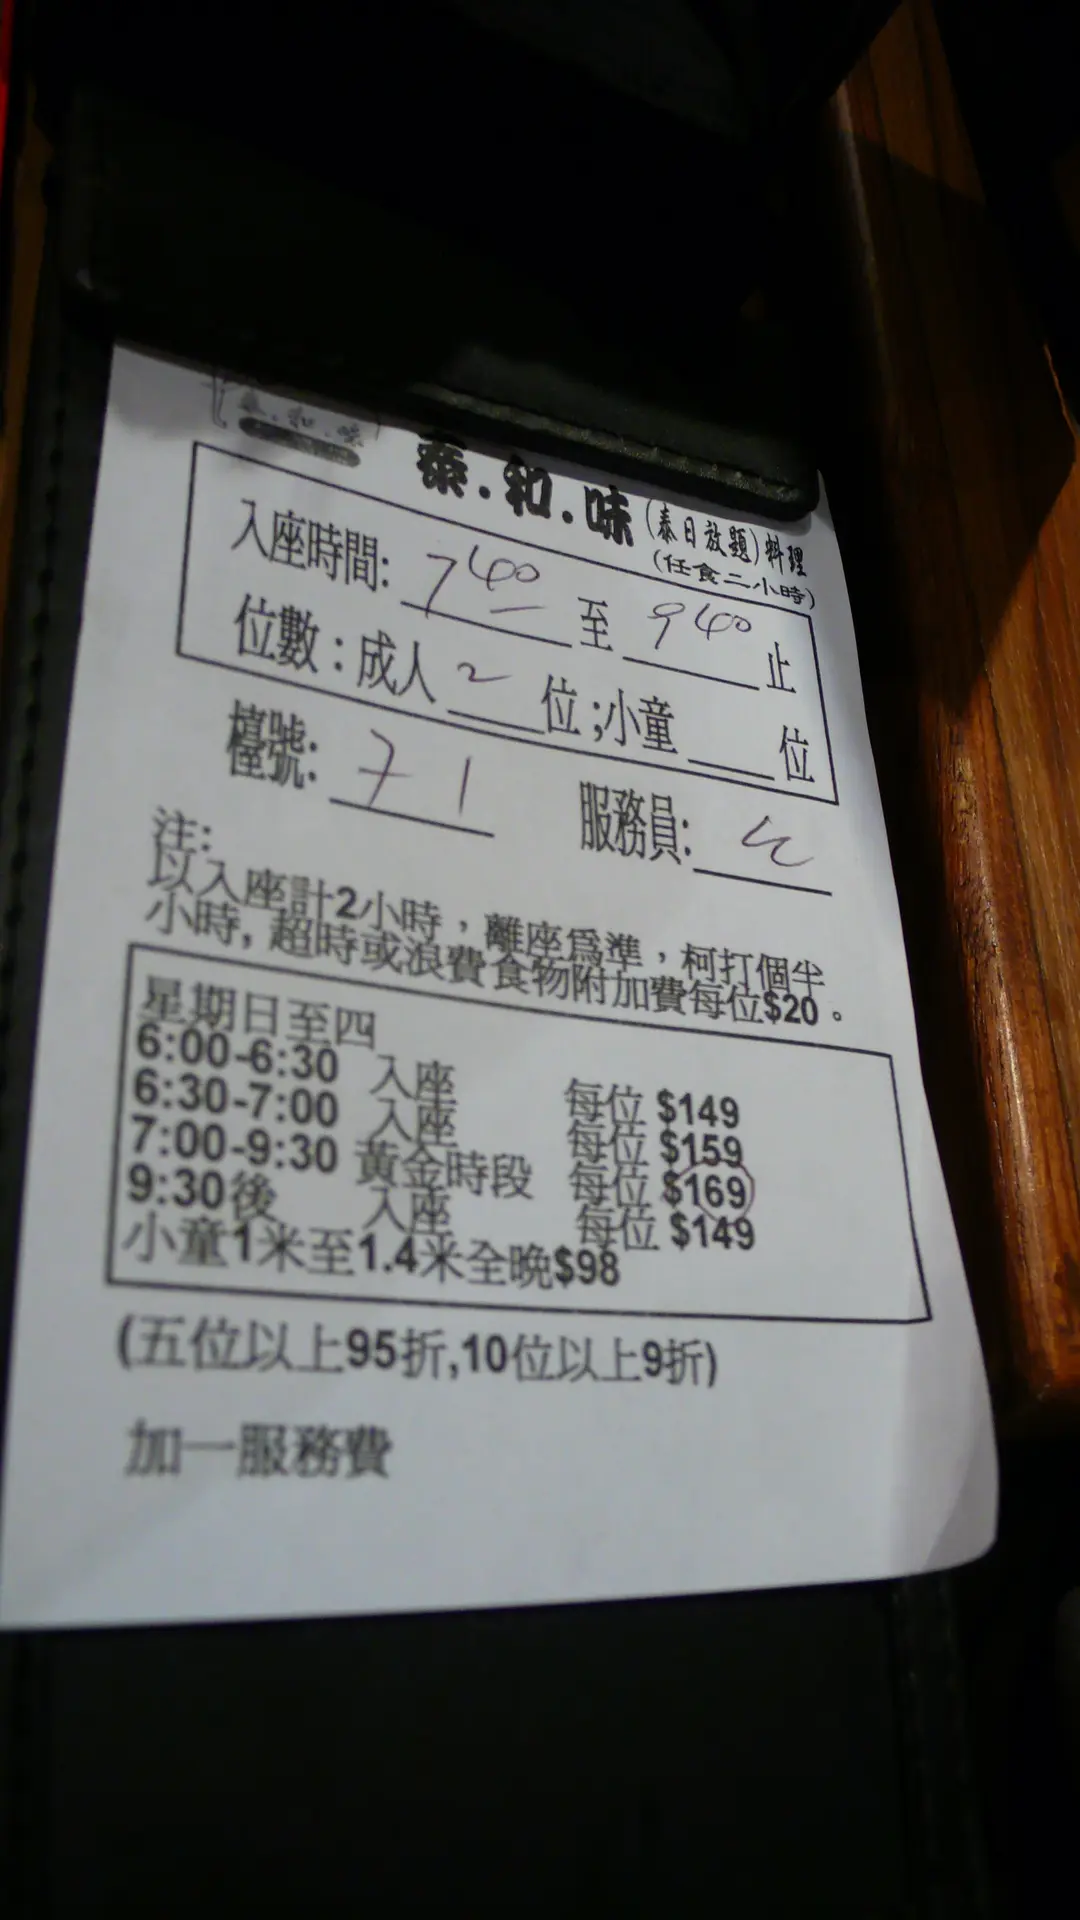 泰.和.味
泰.和.味(泰日放題)料理
(任食二小時)
入座時間: 740 至 940 止
位數:成人 2 位;小童 位
檯號: 71 服務員:
注:
以入座計2小時,離座為準,柯打個半
小時,超時或浪費食物附加費每位$20。
星期日至四
6:00-6:30 入座 每位 $149
6:30-7:00 入座 每位 $159
7:00-9:30 黃金時段 每位 $169
9:30後 入座 每位 $149
小童1米至1.4米全晚$98
(五位以上95折,10位以上9折)
加一服務費